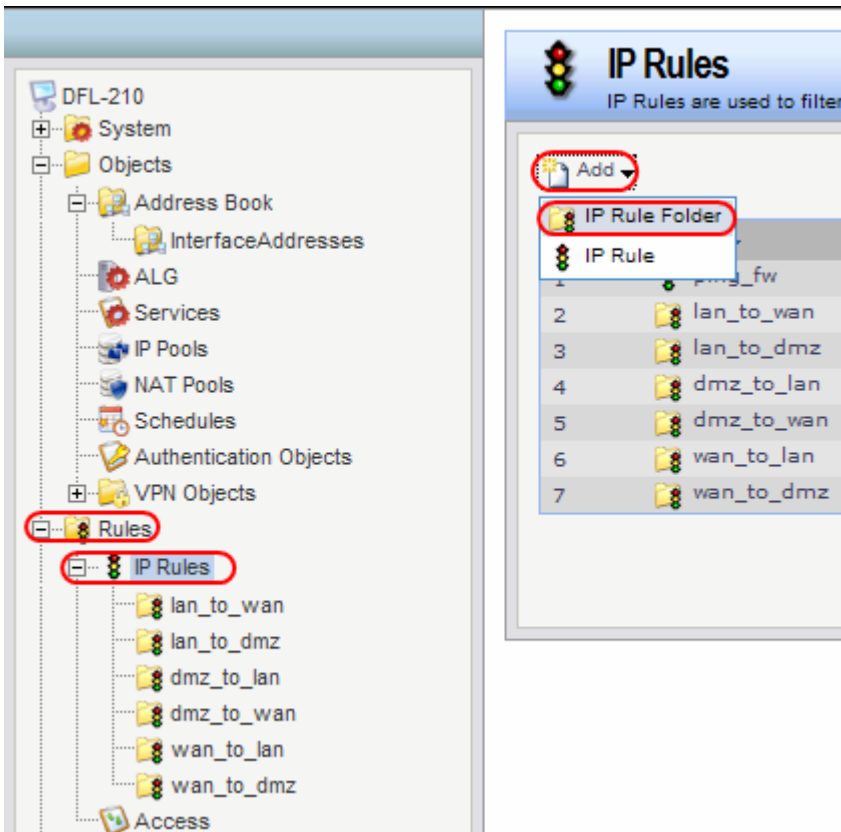 DFL-210
System
Objects
Address Book
InterfaceAddresses
ALG
Services
IP Pools
NAT Pools
Schedules
Authentication Objects
VPN Objects
Rules
IP Rules
lan_to_wan
lan_to_dmz
dmz_to_lan
dmz_to_wan
wan_to_lan
wan_to_dmz
Access
IP Rules
IP Rules are used to filter
Add
IP Rule Folder
IP Rule
1 ping_fw
2 lan_to_wan
3 lan_to_dmz
4 dmz_to_lan
5 dmz_to_wan
6 wan_to_lan
7 wan_to_dmz